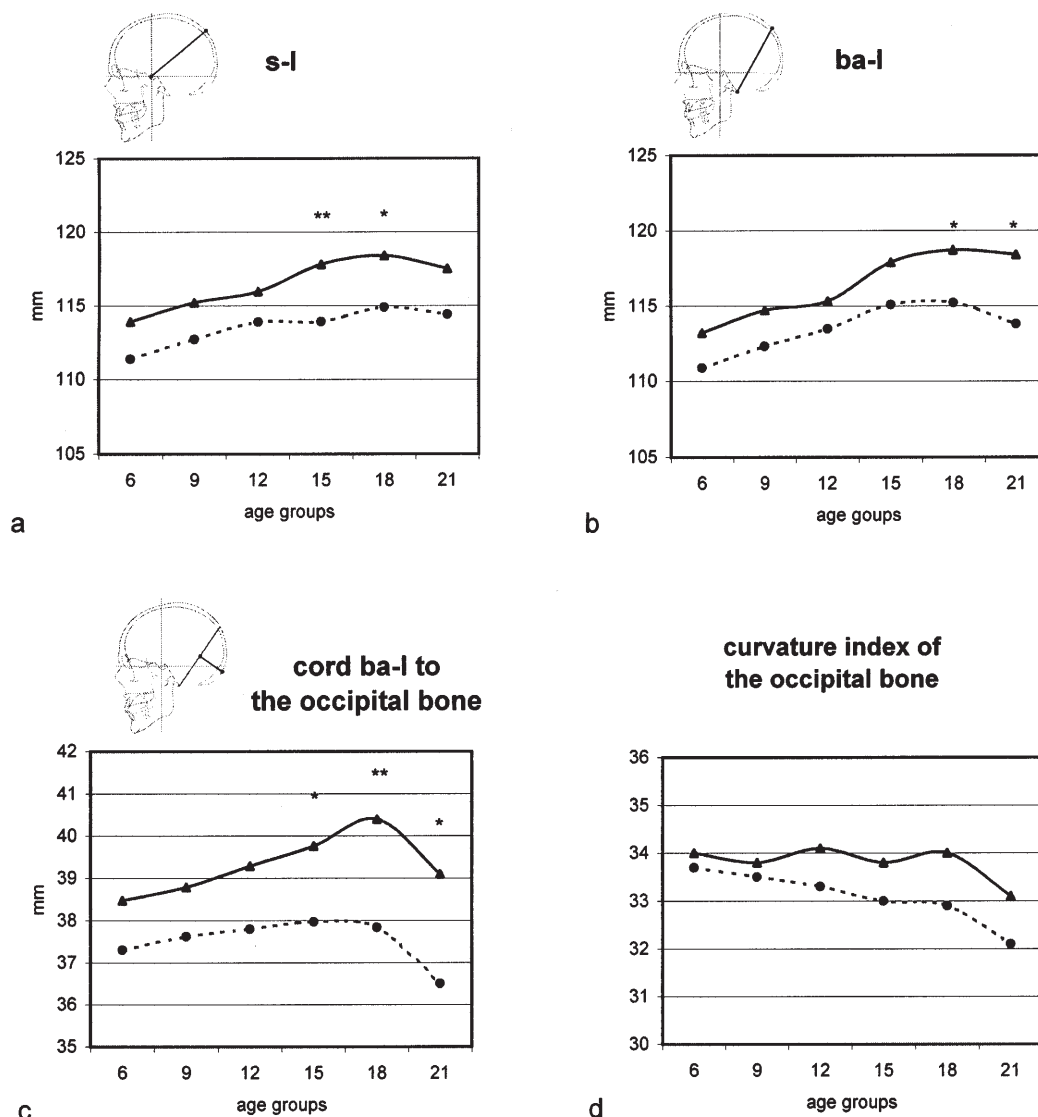 s-l
125
120
115
110
105
mm
** *
6 9 12 15 18 21
age groups
a
ba-l
125
120
115
110
105
mm
* *
6 9 12 15 18 21
age goups
b
cord ba-l to
the occipital bone
42
41
40
39
38
37
36
35
mm
* ** *
6 9 12 15 18 21
age groups
c
curvature index of
the occipital bone
36
35
34
33
32
31
30
6 9 12 15 18 21
age groups
d